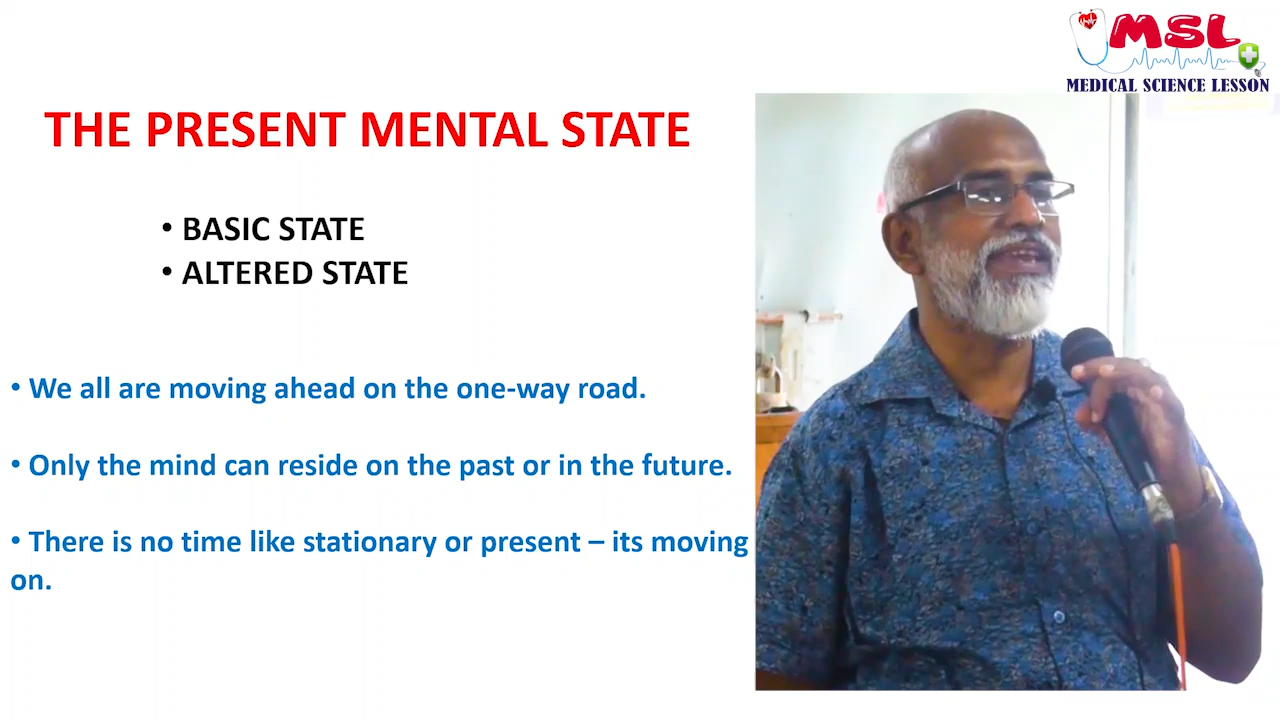 MSL
MEDICAL SCIENCE LESSON
THE PRESENT MENTAL STATE
• BASIC STATE
• ALTERED STATE
• We all are moving ahead on the one-way road.
• Only the mind can reside on the past or in the future.
• There is no time like stationary or present – its moving
on.